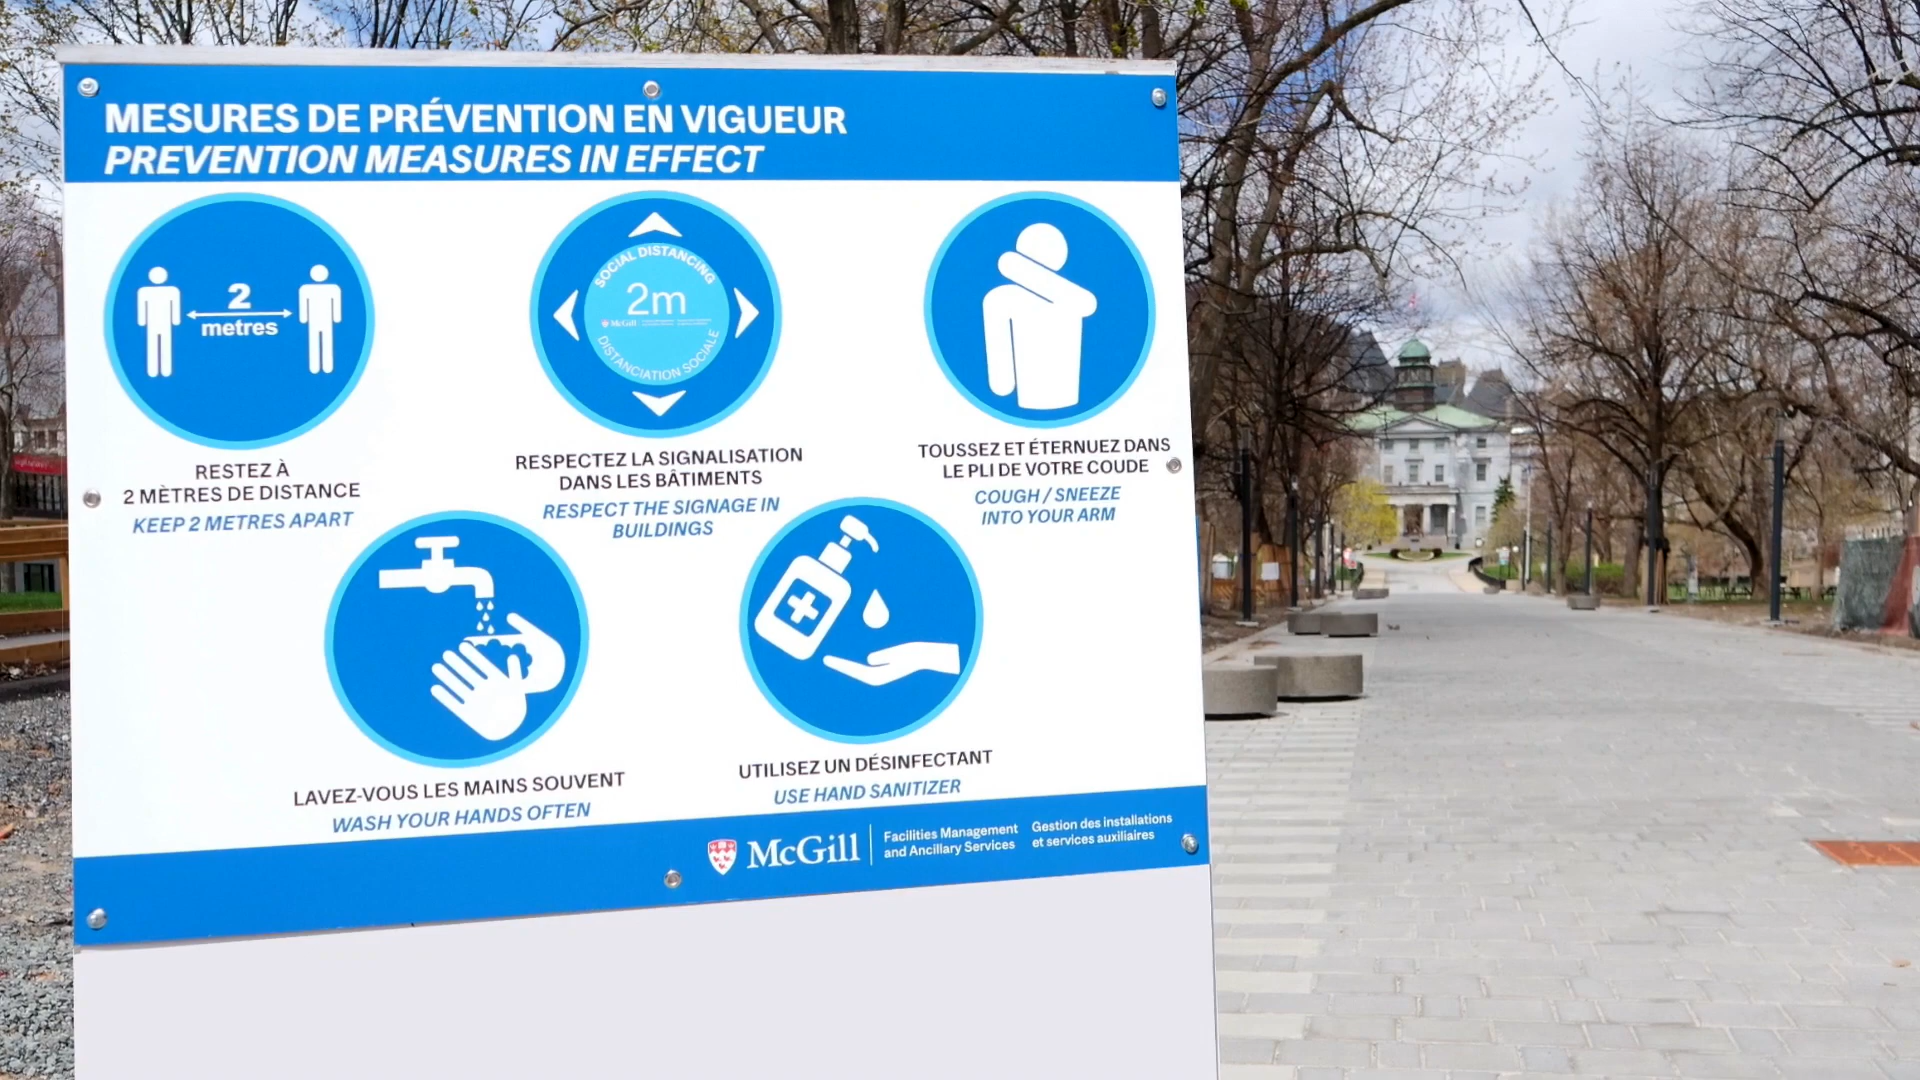 MESURES DE PRÉVENTION EN VIGUEUR
PREVENTION MEASURES IN EFFECT
2
metres
RESTEZ À
2 MÈTRES DE DISTANCE
KEEP 2 METRES APART
SOCIAL DISTANCING
2m
McGill
DISTANCIATION SOCIALE
RESPECTEZ LA SIGNALISATION
DANS LES BÂTIMENTS
RESPECT THE SIGNAGE IN
BUILDINGS
TOUSSEZ ET ÉTERNUEZ DANS
LE PLI DE VOTRE COUDE
COUGH / SNEEZE
INTO YOUR ARM
LAVEZ-VOUS LES MAINS SOUVENT
WASH YOUR HANDS OFTEN
UTILISEZ UN DÉSINFECTANT
USE HAND SANITIZER
McGill
Facilities Management
and Ancillary Services
Gestion des installations
et services auxiliaires